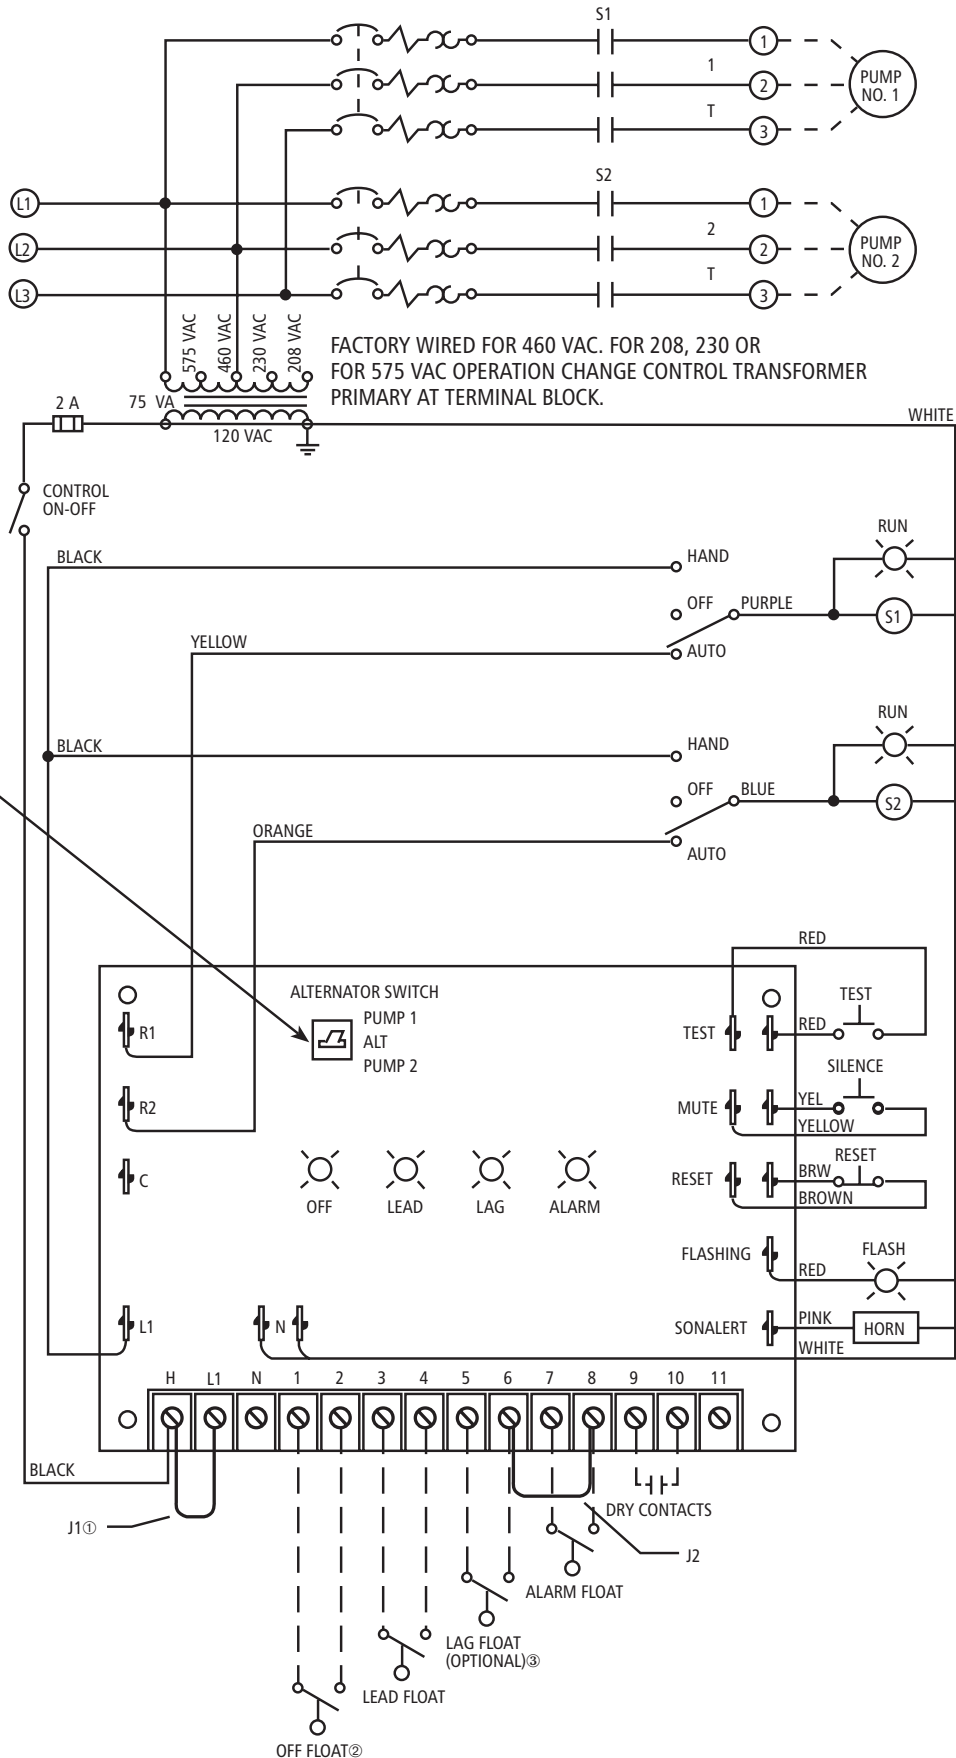 S1
1
PUMP
NO. 1
1
2
T
3
S2
L1
1
PUMP
NO. 2
2
L2
2
T
L3
3
575 VAC
460 VAC
230 VAC
208 VAC
FACTORY WIRED FOR 460 VAC. FOR 208, 230 OR
FOR 575 VAC OPERATION CHANGE CONTROL TRANSFORMER
PRIMARY AT TERMINAL BLOCK.
2 A
75 VA
120 VAC
WHITE
CONTROL
ON-OFF
RUN
BLACK
HAND
OFF
PURPLE
S1
YELLOW
AUTO
RUN
BLACK
HAND
OFF
BLUE
S2
ORANGE
AUTO
RED
ALTERNATOR SWITCH
PUMP 1
ALT
PUMP 2
R1
TEST
RED
TEST
SILENCE
R2
MUTE
YEL
YELLOW
RESET
C
RESET
BRW
BROWN
OFF
LEAD
LAG
ALARM
FLASHING
RED
FLASH
L1
N
SONALERT
PINK
HORN
WHITE
H L1 N 1 2 3 4 5 6 7 8 9 10 11
BLACK
J1①
DRY CONTACTS
J2
ALARM FLOAT
LAG FLOAT
(OPTIONAL)③
LEAD FLOAT
OFF FLOAT②